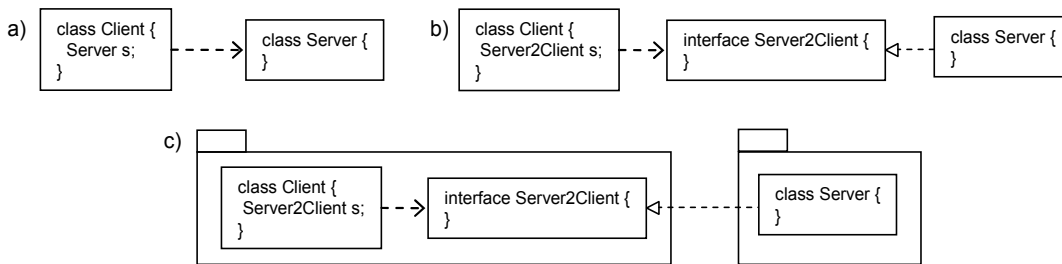 a)
class Client {
Server s;
}
class Server {
}
b)
class Client {
Server2Client s;
}
interface Server2Client {
}
class Server {
}
c)
class Client {
Server2Client s;
}
interface Server2Client {
}
class Server {
}